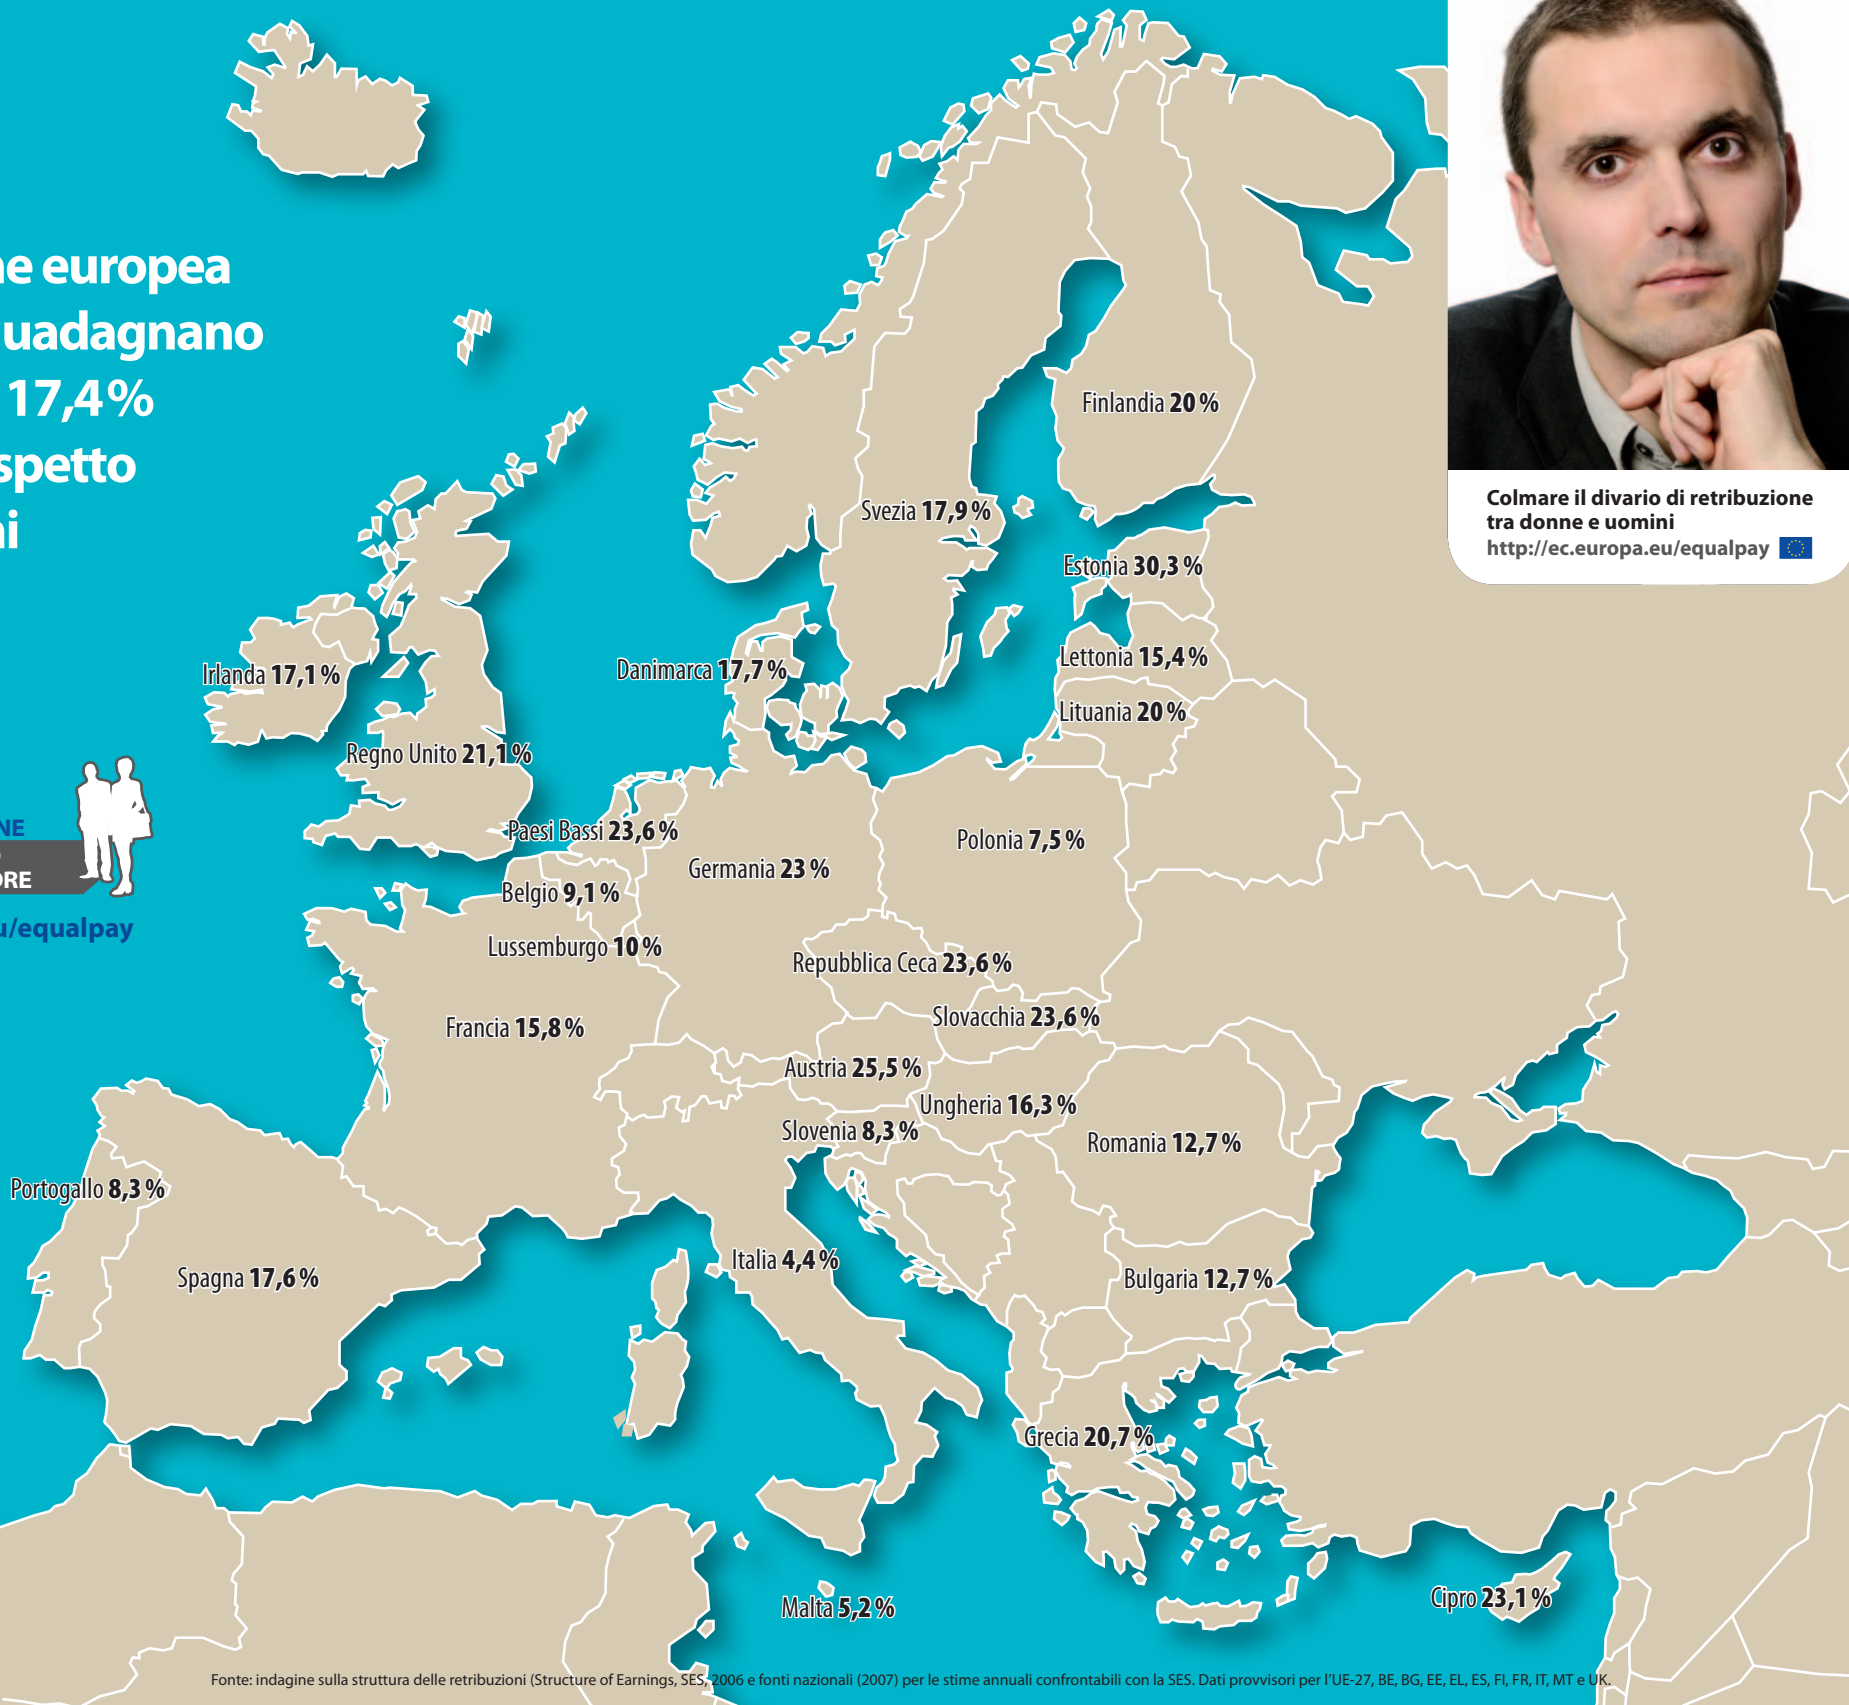 europea
17,4 %
Finlandia 20 %
Svezia 17,9 %
Estonia 30,3 %
Lettonia 15,4 %
Lituania 20 %
Irlanda 17,1 %
Danimarca 17,7 %
Regno Unito 21,1 %
Paesi Bassi 23,6 %
Polonia 7,5 %
Germania 23 %
Belgio 9,1 %
Lussemburgo 10 %
Repubblica Ceca 23,6 %
Slovacchia 23,6 %
Francia 15,8 %
Austria 25,5 %
Ungheria 16,3 %
Slovenia 8,3 %
Romania 12,7 %
Portogallo 8,3 %
Italia 4,4 %
Spagna 17,6 %
Bulgaria 12,7 %
Grecia 20,7 %
Malta 5,2 %
Cipro 23,1 %
Colmare il divario di retribuzione
tra donne e uomini
http://ec.europa.eu/equalpay
Fonte: indagine sulla struttura delle retribuzioni (Structure of Earnings, SES, 2006 e fonti nazionali (2007) per le stime annuali confrontabili con la SES. Dati provvisori per l'UE-27, BE, BG, EE, EL, ES, FI, FR, IT, MT e UK.